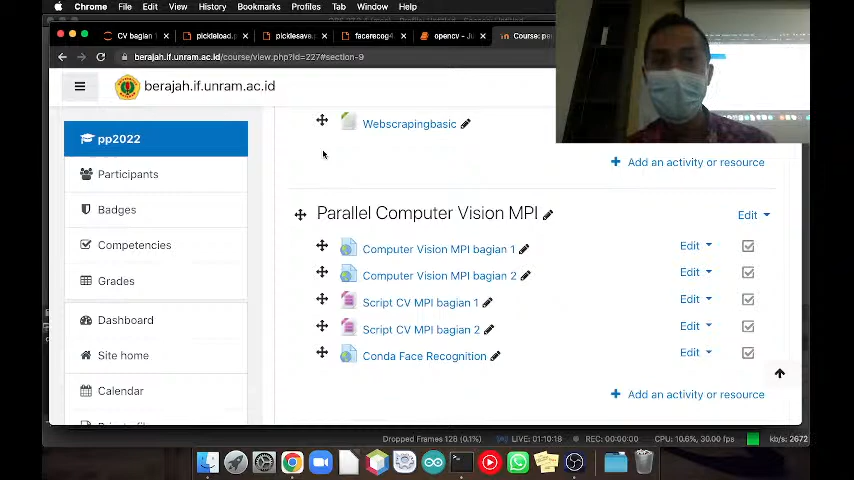 Chrome File Edit View History Bookmarks Profiles Tab Window Help
CV bagian 1 pickleload.p picklesave.p facerecog4 opencv - Ju Course: pe
berajah.if.unram.ac.id/course/view.php?id=227#section-9
berajah.if.unram.ac.id
pp2022
Participants
Badges
Competencies
Grades
Dashboard
Site home
Calendar
Webscrapingbasic
Add an activity or resource
Parallel Computer Vision MPI Edit
Computer Vision MPI bagian 1 Edit
Computer Vision MPI bagian 2 Edit
Script CV MPI bagian 1 Edit
Script CV MPI bagian 2 Edit
Conda Face Recognition Edit
Add an activity or resource
Dropped Frames 128 (0.1%) LIVE: 01:10:19 REC: 00:00:00 CPU: 10.6%, 30.00 fps kb/s: 2672